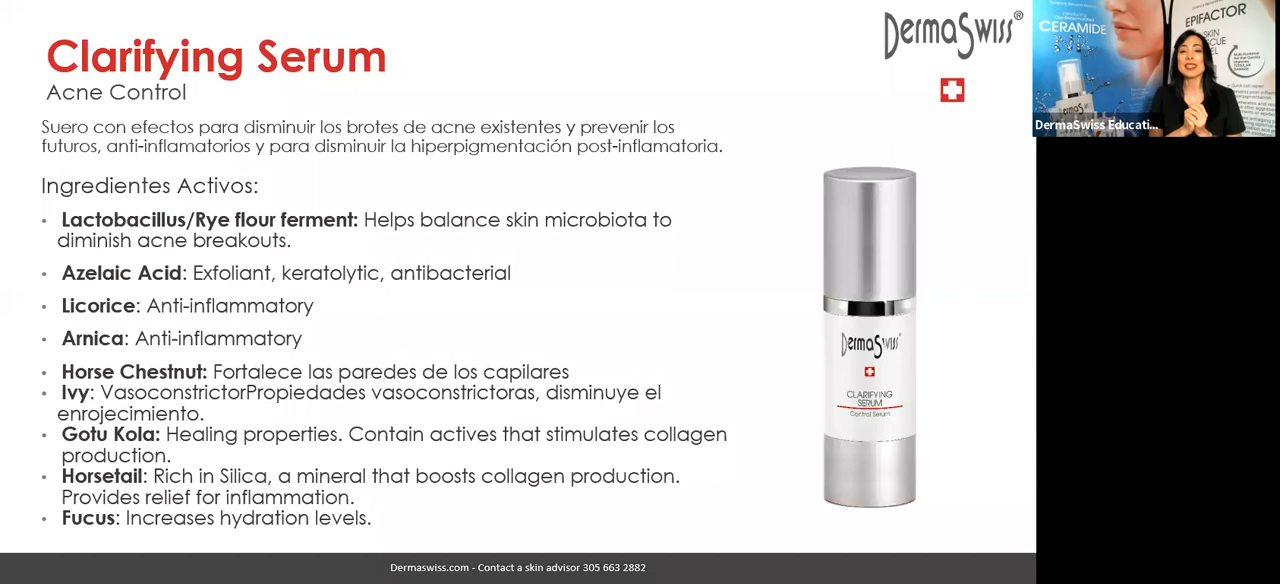 Clarifying Serum
Acne Control
Suero con efectos para disminuir los brotes de acne existentes y prevenir los
futuros, anti-inflamatorios y para disminuir la hiperpigmentación post-inflamatoria.
Ingredientes Activos:
• Lactobacillus/Rye flour ferment: Helps balance skin microbiota to
diminish acne breakouts.
• Azelaic Acid: Exfoliant, keratolytic, antibacterial
• Licorice: Anti-inflammatory
• Arnica: Anti-inflammatory
• Horse Chestnut: Fortalece las paredes de los capilares
• Ivy: VasoconstrictorPropiedades vasoconstrictoras, disminuye el
enrojecimiento.
• Gotu Kola: Healing properties. Contain actives that stimulates collagen
production.
• Horsetail: Rich in Silica, a mineral that boosts collagen production.
Provides relief for inflammation.
• Fucus: Increases hydration levels.
DermaSwiss®
DermaSwiss®
CLARIFYING
SERUM
Control Serum
CERAMIDE
EPIFACTOR
DermaSwiss Educati...
Dermaswiss.com - Contact a skin advisor 305 663 2882